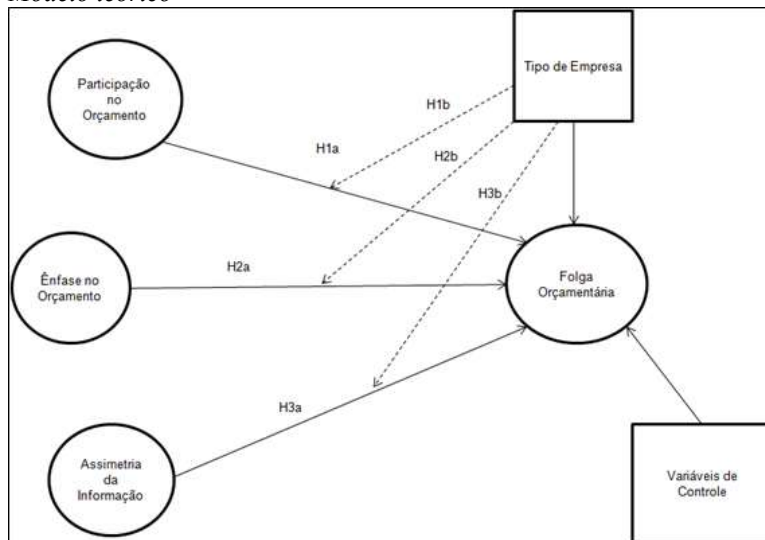 Modelo teórico
Participação
no
Orçamento
Tipo de Empresa
H1b
H1a
H2b
H3b
Ênfase no
Orçamento
H2a
Folga
Orçamentária
H3a
Assimetria
da
Informação
Variáveis de
Controle